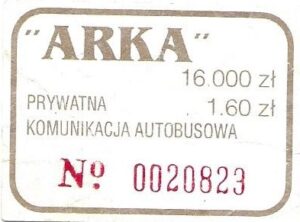 "ARKA"
16.000 zł
PRYWATNA 1.60 zł
KOMUNIKACJA AUTOBUSOWA
Nº 0020823